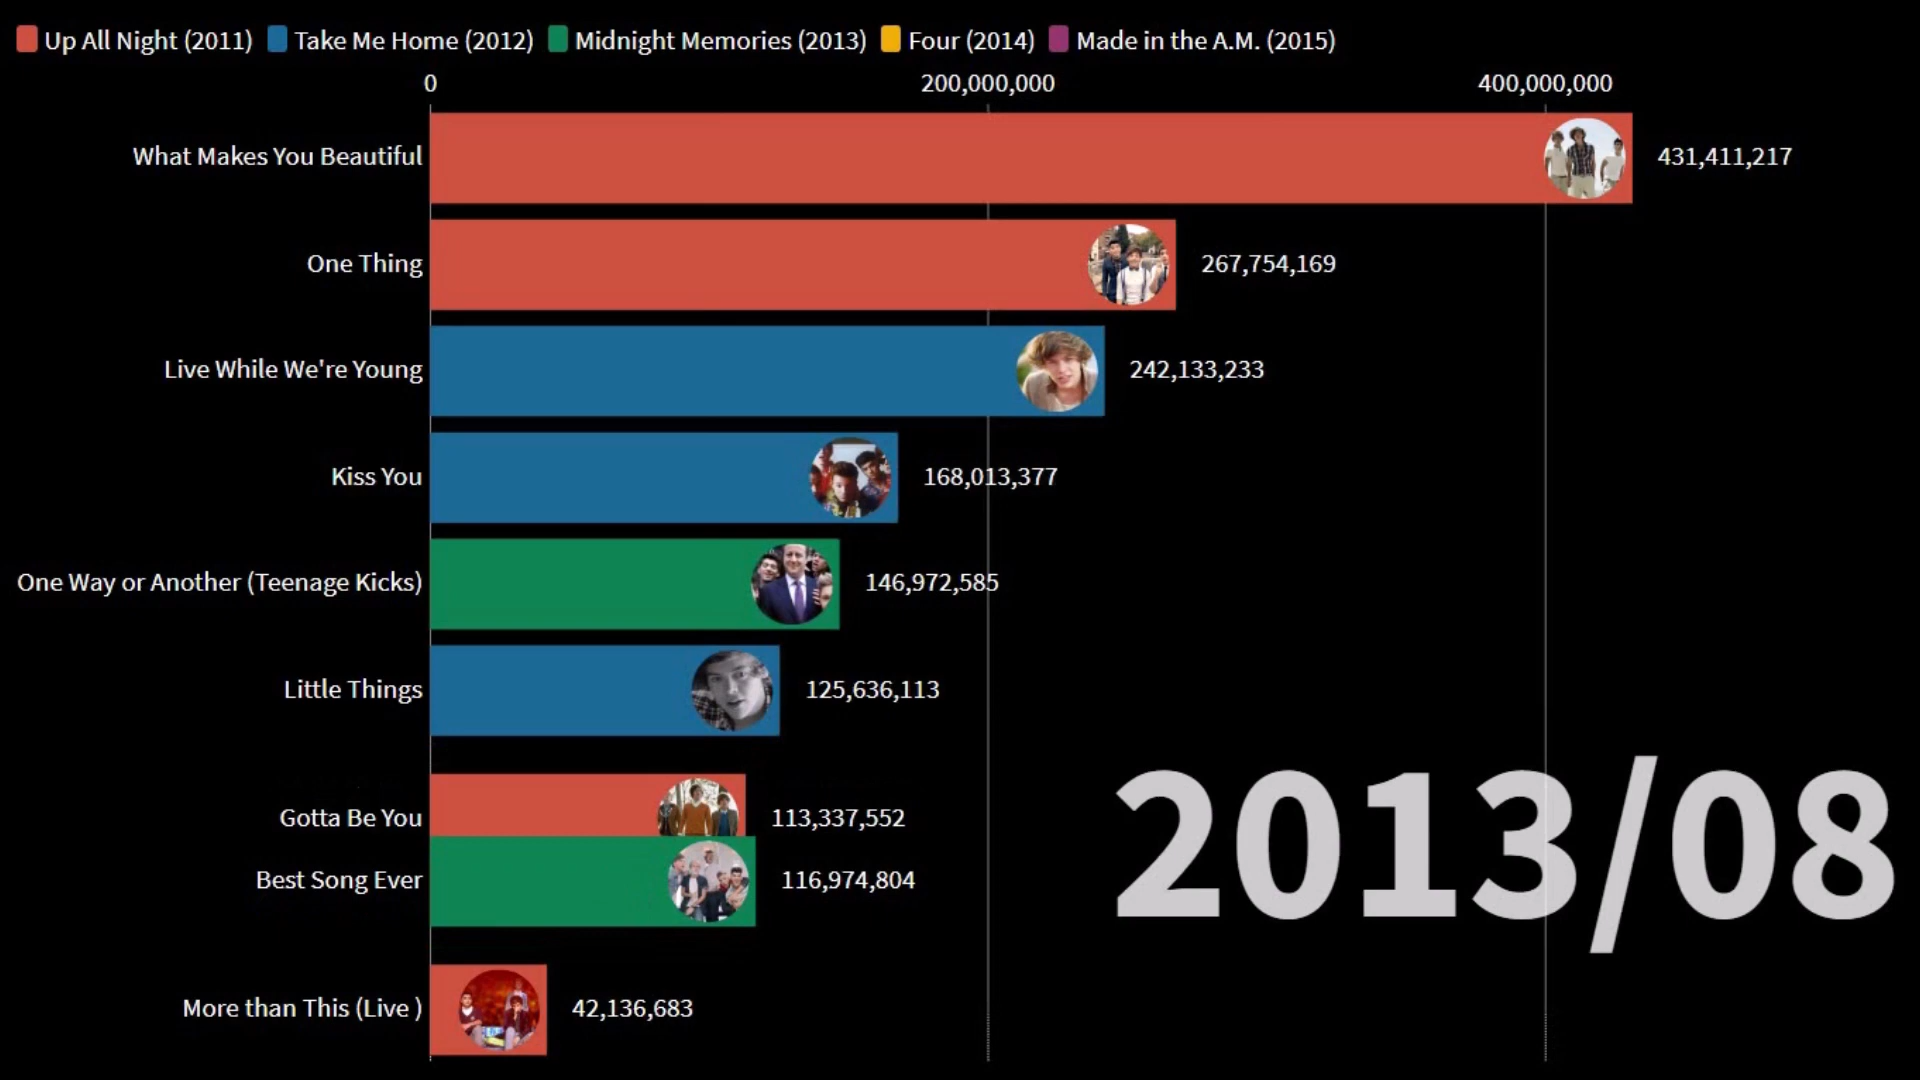 Up All Night (2011) Take Me Home (2012) Midnight Memories (2013) Four (2014) Made in the A.M. (2015)
0 200,000,000 400,000,000
What Makes You Beautiful 431,411,217
One Thing 267,754,169
Live While We're Young 242,133,233
Kiss You 168,013,377
One Way or Another (Teenage Kicks) 146,972,585
Little Things 125,636,113
Gotta Be You 113,337,552
Best Song Ever 116,974,804
2013/08
More than This (Live ) 42,136,683